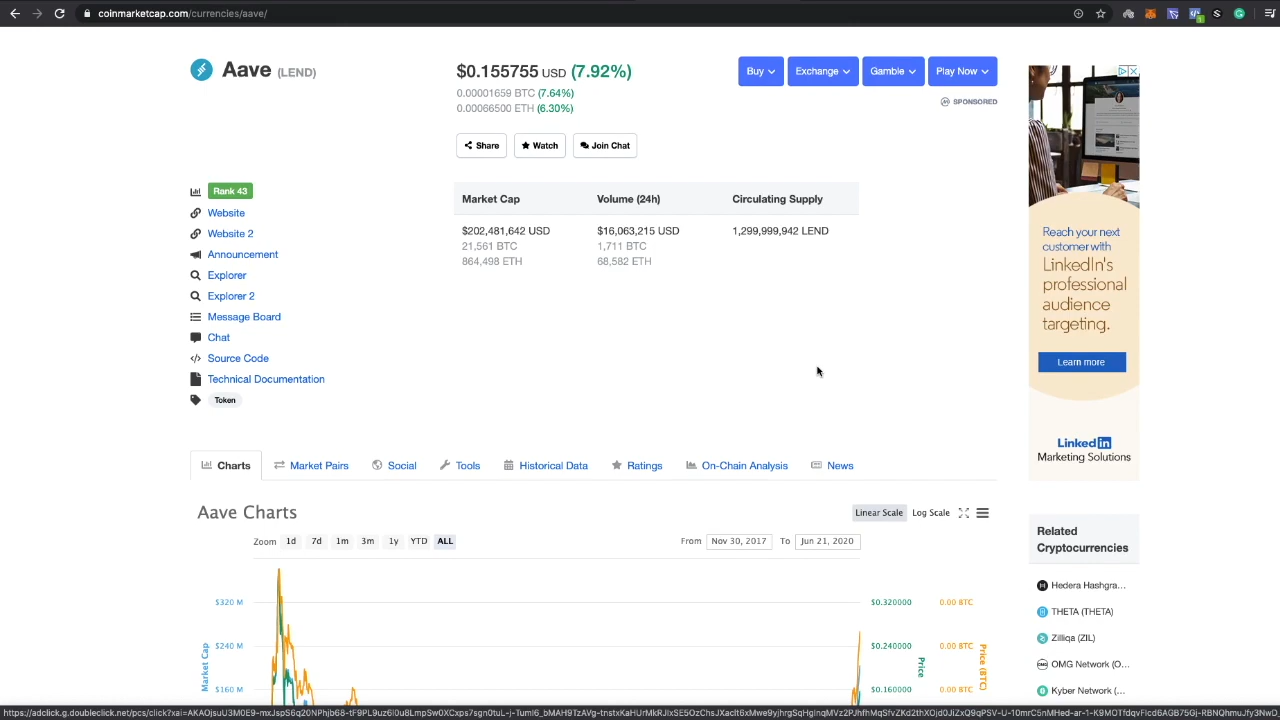 coinmarketcap.com/currencies/aave/
Aave (LEND)
$0.155755 USD (7.92%)
0.00001659 BTC (7.64%)
0.00066500 ETH (6.30%)
Buy
Exchange
Gamble
Play Now
SPONSORED
Share
Watch
Join Chat
Rank 43
Website
Website 2
Announcement
Explorer
Explorer 2
Message Board
Chat
Source Code
Technical Documentation
Token
Market Cap
Volume (24h)
Circulating Supply
$202,481,642 USD
$16,063,215 USD
1,299,999,942 LEND
21,561 BTC
1,711 BTC
864,498 ETH
68,582 ETH
Reach your next
customer with
LinkedIn's
professional
audience
targeting.
Learn more
Linked in
Marketing Solutions
Charts
Market Pairs
Social
Tools
Historical Data
Ratings
On-Chain Analysis
News
Aave Charts
Linear Scale
Log Scale
Zoom 1d 7d 1m 3m 1y YTD ALL
From Nov 30, 2017 To Jun 21, 2020
$320 M
$240 M
$160 M
Market Cap
$0.320000
$0.240000
$0.160000
Price
0.00 BTC
0.00 BTC
0.00 BTC
Price (BTC)
Related
Cryptocurrencies
Hedera Hashgra...
THETA (THETA)
Zilliqa (ZIL)
OMG Network (O...
Kyber Network (...